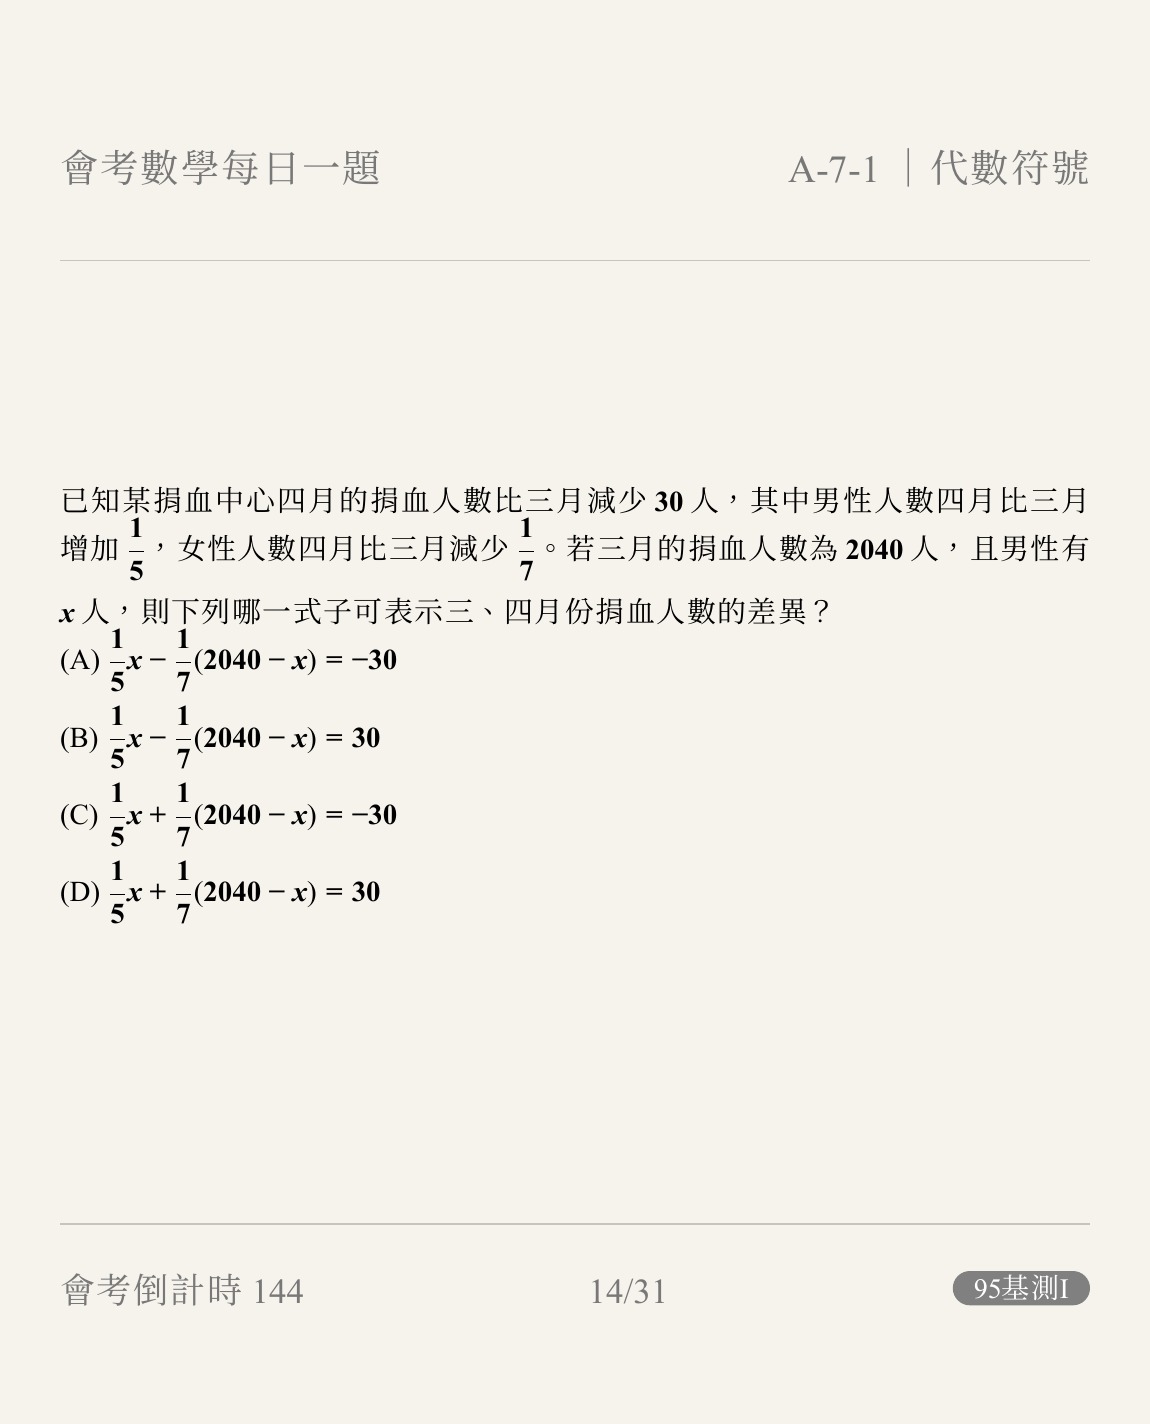 會考數學每日一題
A-7-1｜代數符號
已知某捐血中心四月的捐血人數比三月減少 30 人，其中男性人數四月比三月
增加 1/5，女性人數四月比三月減少 1/7。若三月的捐血人數為 2040 人，且男性有
x 人，則下列哪一式子可表示三、四月份捐血人數的差異？
(A) 1/5x − 1/7(2040 − x) = −30
(B) 1/5x − 1/7(2040 − x) = 30
(C) 1/5x + 1/7(2040 − x) = −30
(D) 1/5x + 1/7(2040 − x) = 30
會考倒計時 144
14/31
95基測I